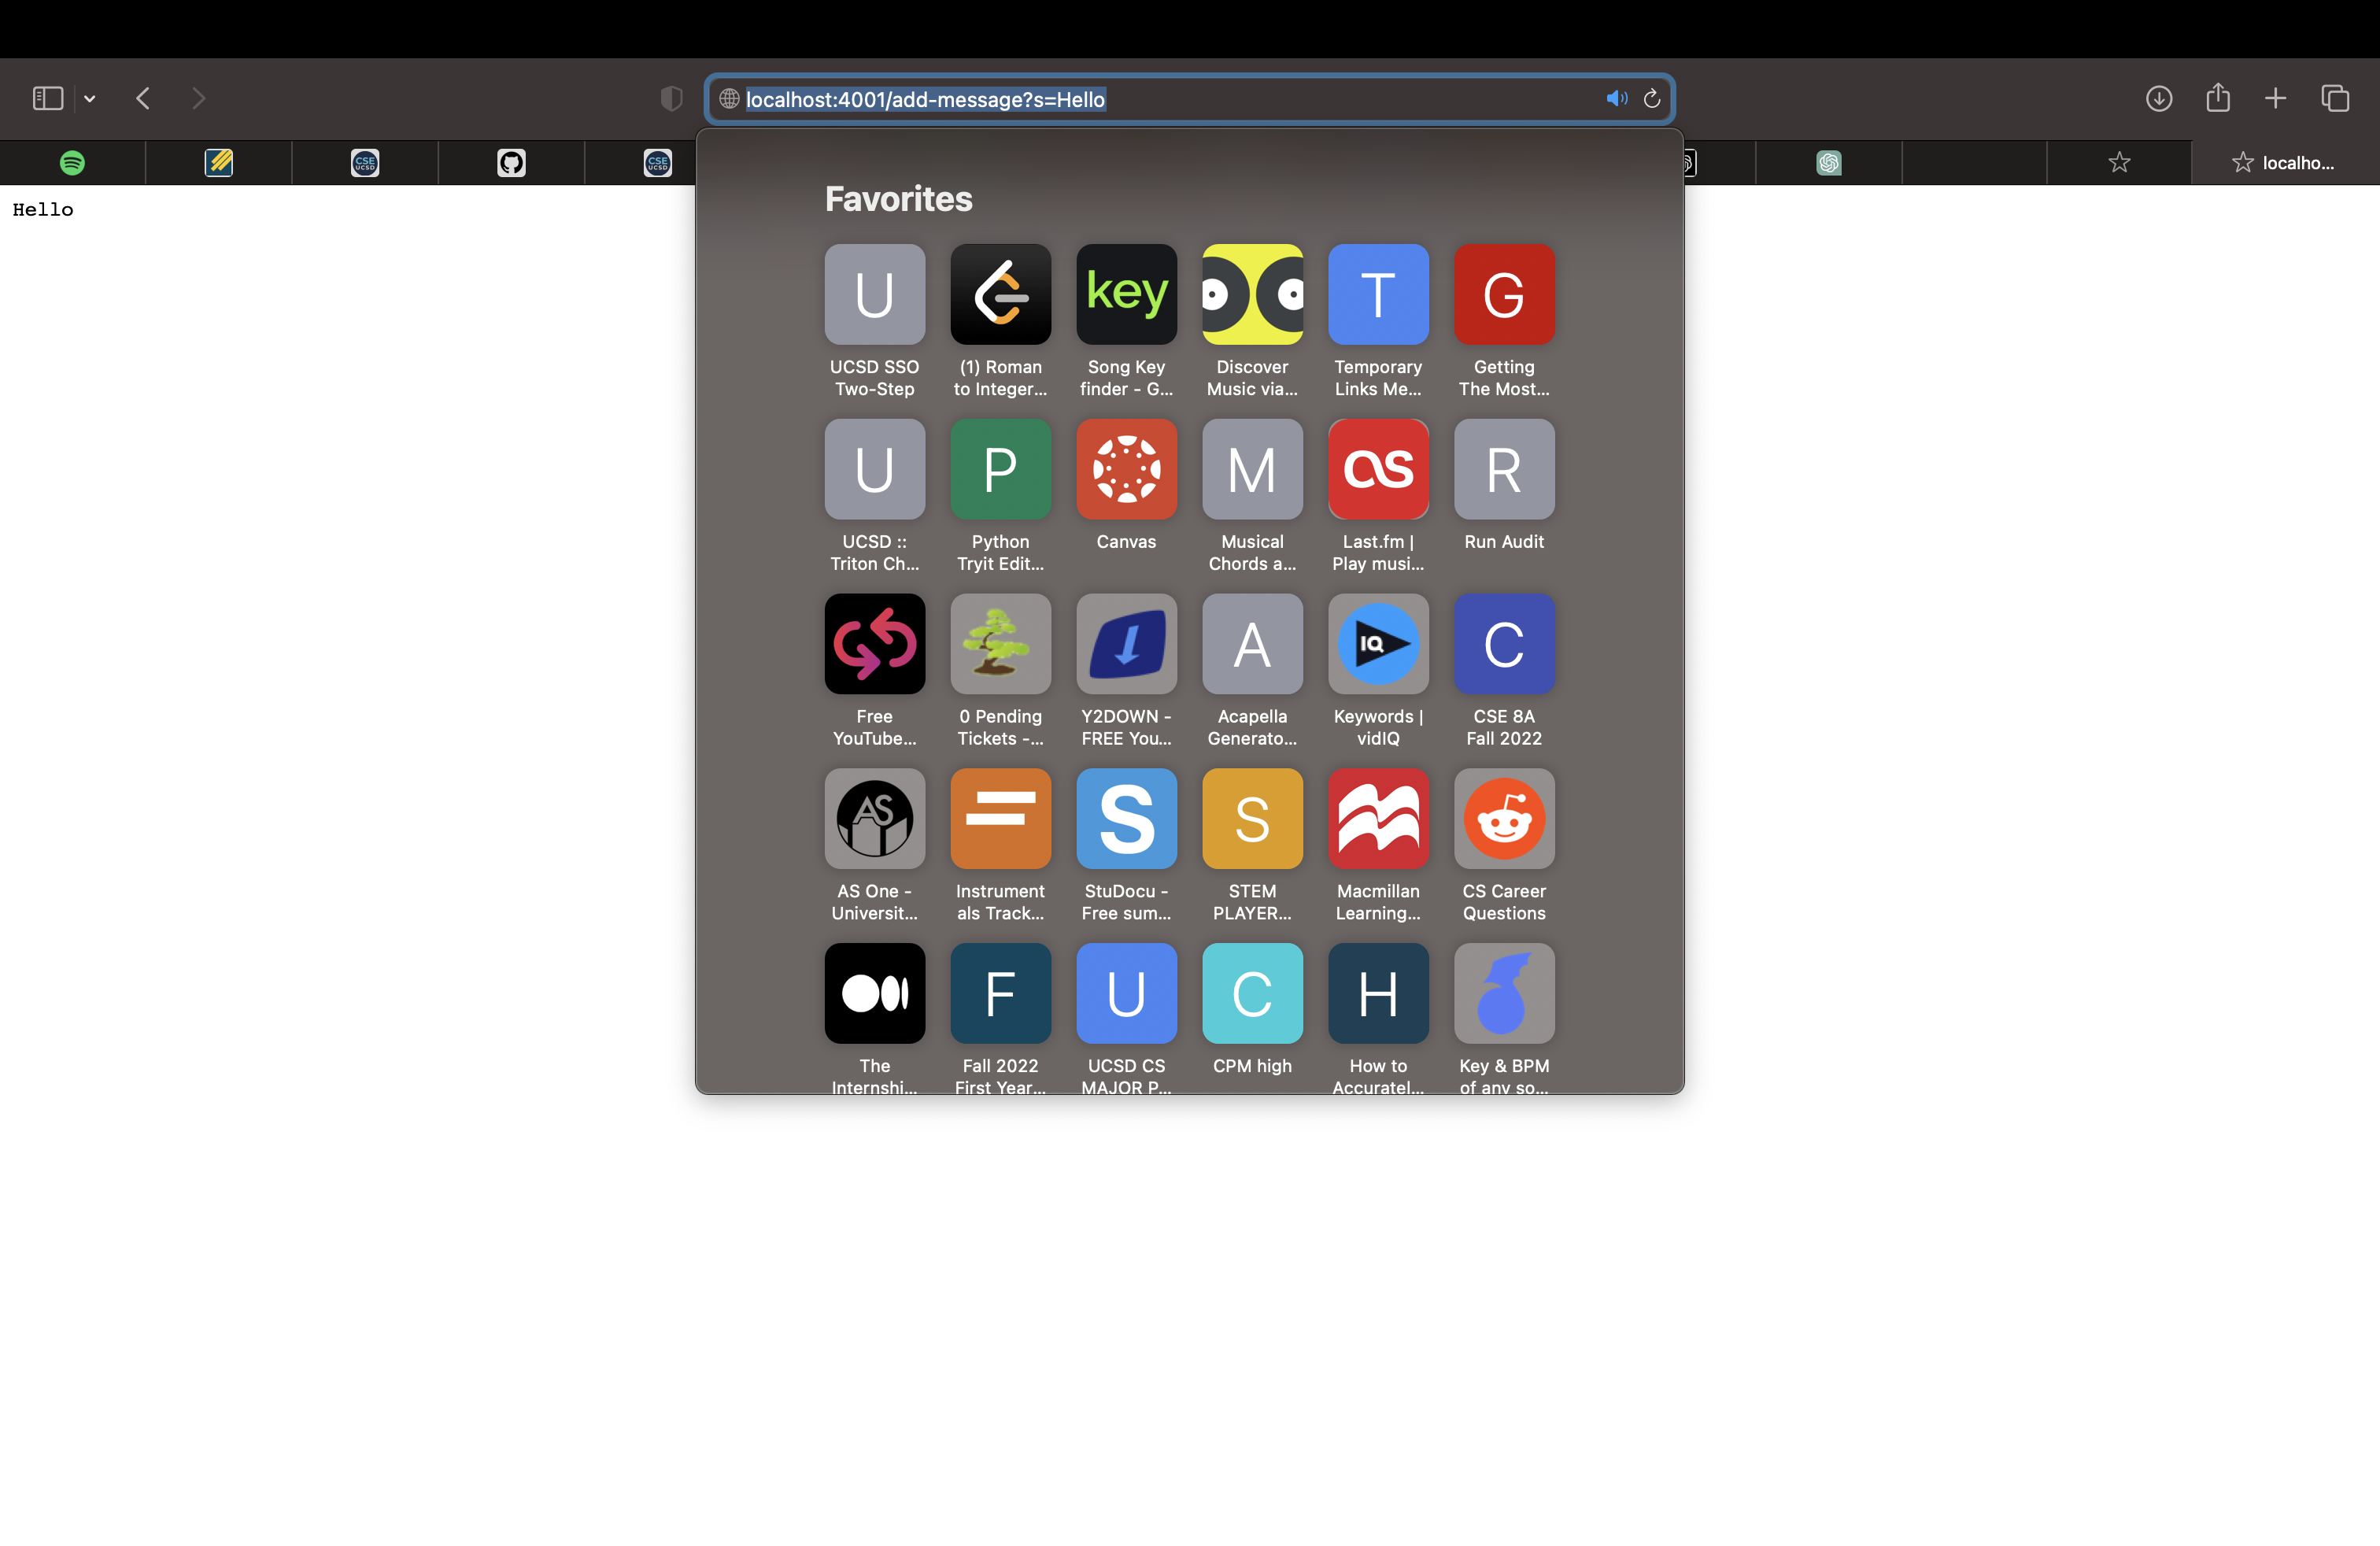 localhost:4001/add-message?s=Hello
CSE
UCSD
CSE
UCSD
localho...
Hello
Favorites
U
key
T
G
UCSD SSO
Two-Step
(1) Roman
to Integer...
Song Key
finder - G...
Discover
Music via...
Temporary
Links Me...
Getting
The Most...
U
P
M
as
R
UCSD ::
Triton Ch...
Python
Tryit Edit...
Canvas
Musical
Chords a...
Last.fm |
Play musi...
Run Audit
A
IQ
C
Free
YouTube...
0 Pending
Tickets -...
Y2DOWN -
FREE You...
Acapella
Generato...
Keywords |
vidIQ
CSE 8A
Fall 2022
AS
S
S
AS One -
Universit...
Instrument
als Track...
StuDocu -
Free sum...
STEM
PLAYER...
Macmillan
Learning...
CS Career
Questions
F
U
C
H
The
Internshi...
Fall 2022
First Year...
UCSD CS
MAJOR P...
CPM high
How to
Accuratel...
Key & BPM
of any so...